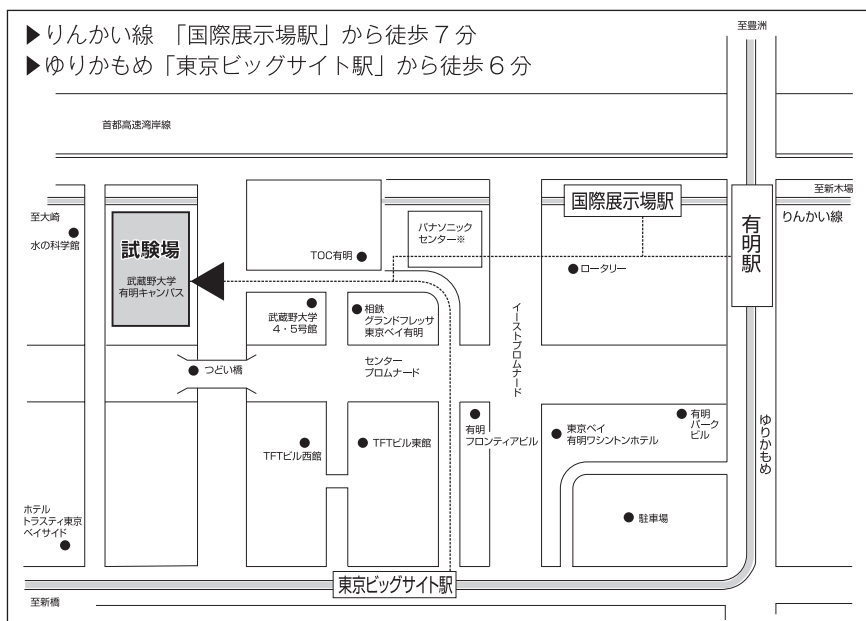 ▶りんかい線 「国際展示場駅」から徒歩7分
▶ゆりかもめ「東京ビッグサイト駅」から徒歩6分
至豊洲
首都高速湾岸線
至大崎
水の科学館
試験場
武蔵野大学
有明キャンパス
TOC有明
パナソニック
センター※
国際展示場駅
有明駅
至新木場
りんかい線
ロータリー
武蔵野大学
4・5号館
相鉄
グランドフレッサ
東京ベイ有明
イーストプロムナード
つどい橋
センター
プロムナード
TFTビル西館
TFTビル東館
有明
フロンティアビル
東京ベイ
有明ワシントンホテル
有明
パーク
ビル
ゆりかもめ
ホテル
トラスティ東京
ベイサイド
駐車場
東京ビッグサイト駅
至新橋